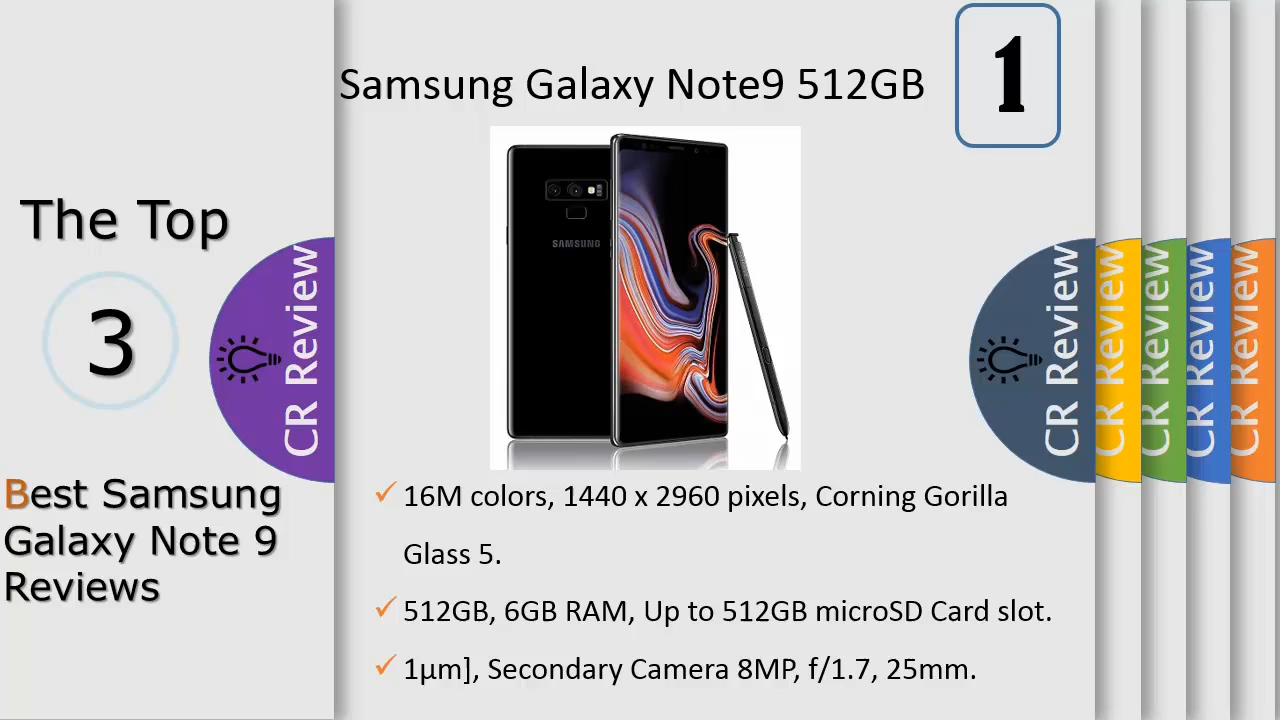 The Top
3
Best Samsung
Galaxy Note 9
Reviews
CR Review
Samsung Galaxy Note9 512GB
1
SAMSUNG
16M colors, 1440 x 2960 pixels, Corning Gorilla
Glass 5.
512GB, 6GB RAM, Up to 512GB microSD Card slot.
1µm], Secondary Camera 8MP, f/1.7, 25mm.
CR Review
CR Review
CR Review
CR Review
CR Review